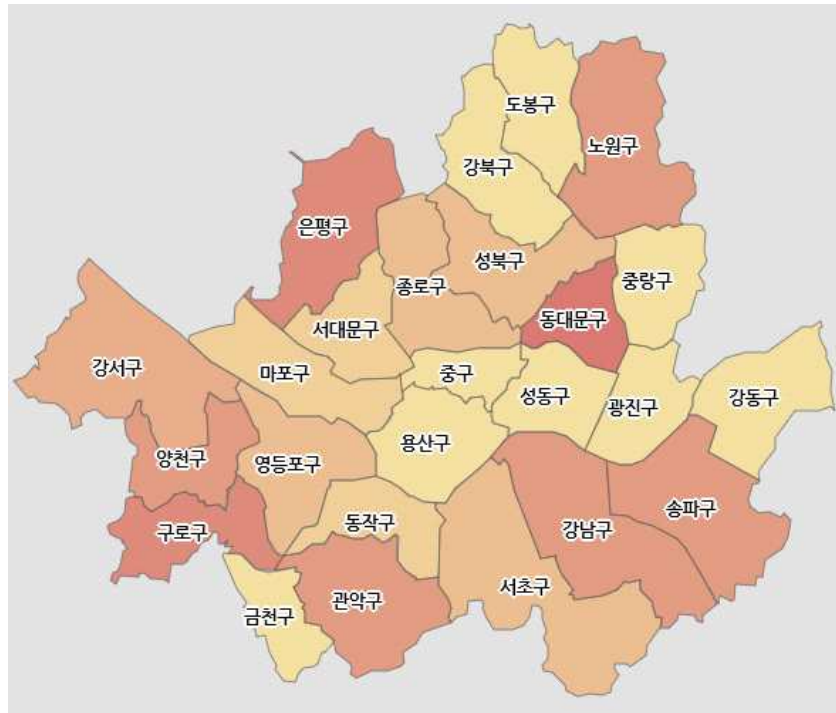 도봉구
노원구
강북구
은평구
성북구
중랑구
종로구
동대문구
서대문구
강서구
마포구
중구
성동구
광진구
강동구
용산구
양천구
영등포구
송파구
동작구
강남구
구로구
서초구
관악구
금천구